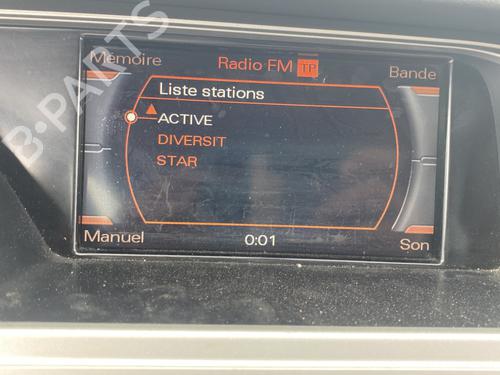 Mémoire
Radio FM TP
Bande
Liste stations
ACTIVE
DIVERSIT
STAR
Manuel
0:01
Son
B-Parts